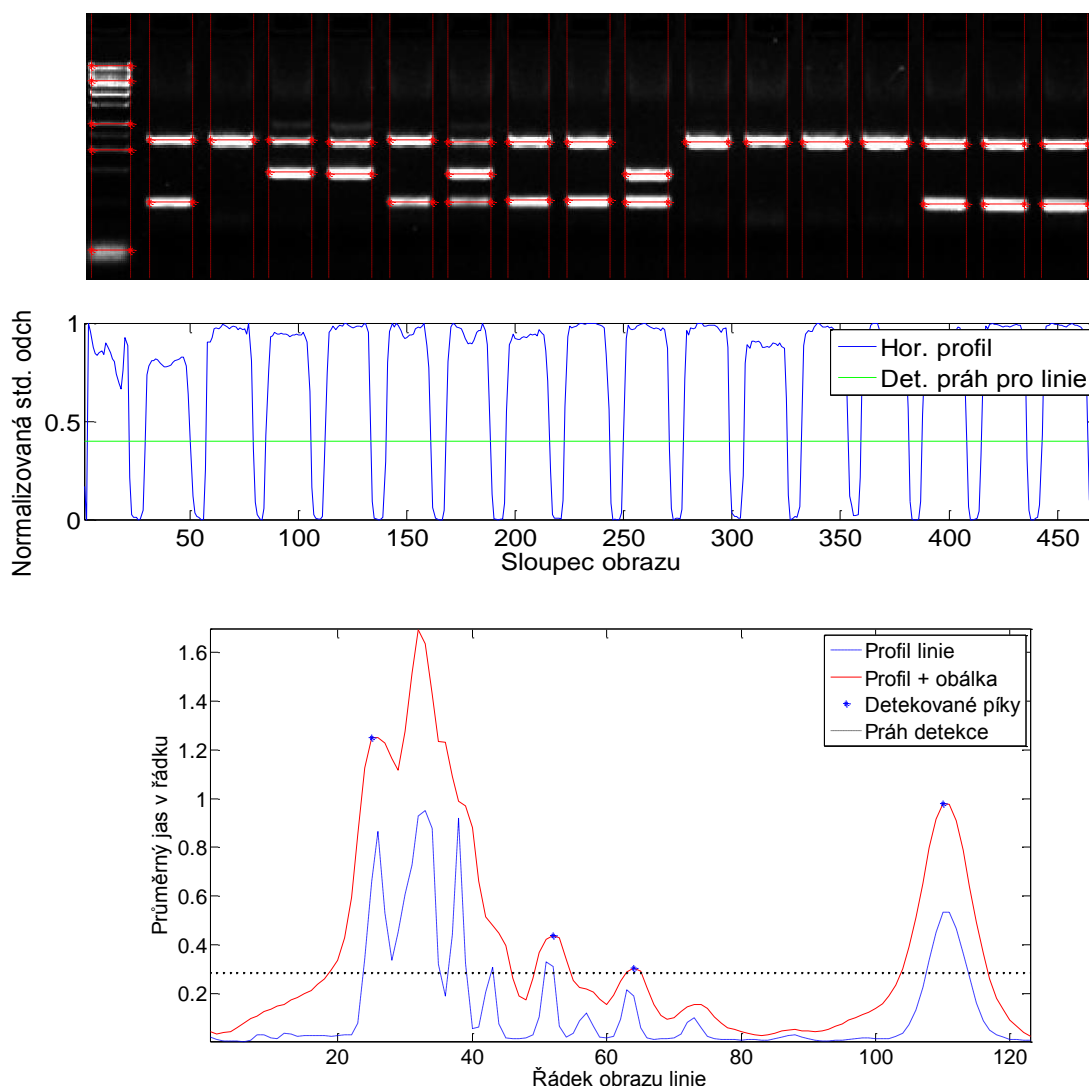 Normalizovaná std. odch
1
0.5
0
Hor. profil
Det. práh pro linie
50 100 150 200 250 300 350 400 450
Sloupec obrazu
Průměrný jas v řádku
1.6
1.4
1.2
1
0.8
0.6
0.4
0.2
Profil linie
Profil + obálka
Detekované píky
Práh detekce
20 40 60 80 100 120
Řádek obrazu linie